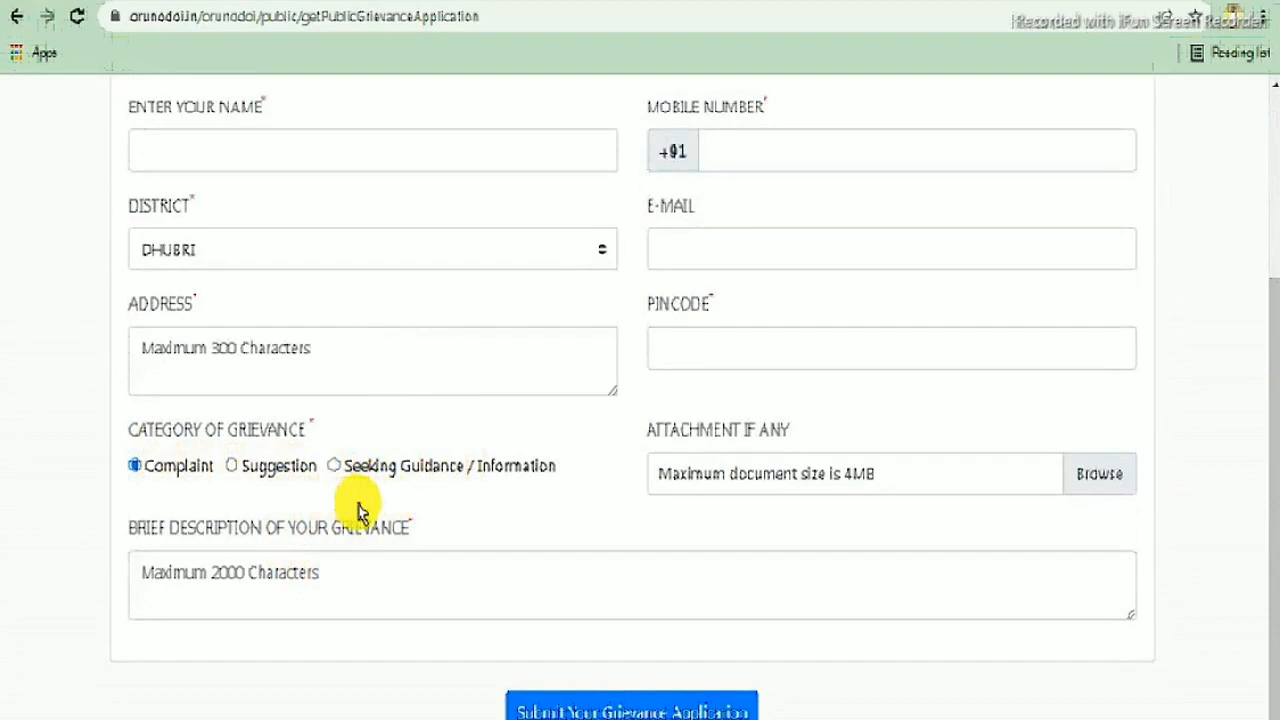 orunodoi.in/orunodoi/public/getPublicGrievanceApplication
Recorded with iFun Screen Recorder
Apps
Reading list
ENTER YOUR NAME*
MOBILE NUMBER*
+91
DISTRICT*
E-MAIL
DHUBRI
ADDRESS*
PINCODE*
Maximum 300 Characters
CATEGORY OF GRIEVANCE *
ATTACHMENT IF ANY
Complaint Suggestion Seeking Guidance / Information
Maximum document size is 4MB Browse
BRIEF DESCRIPTION OF YOUR GRIEVANCE*
Maximum 2000 Characters
Submit Your Grievance Application